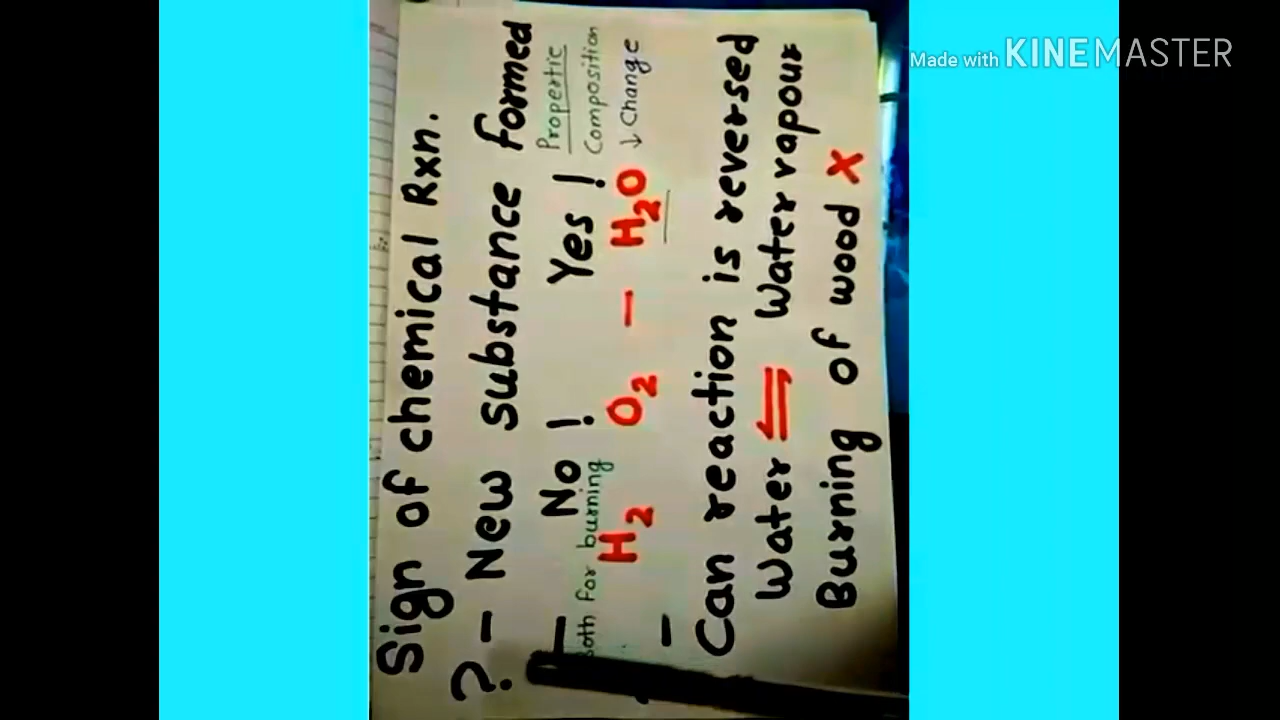 Made with KINEMASTER
Sign of chemical Rxn.
? - New substance formed
No ! Yes ! Propertic
Both for burning Composition
H2 O2 - H2O ↓ Change
- Can reaction is reversed
Water ⇌ Water vapour
Burning of wood X